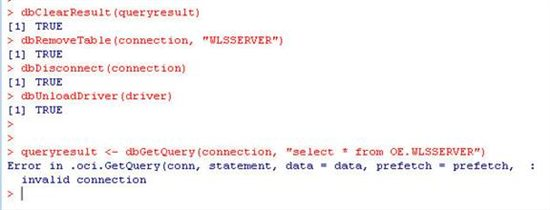 > dbClearResult(queryresult)
[1] TRUE
> dbRemoveTable(connection, "WLSSERVER")
[1] TRUE
> dbDisconnect(connection)
[1] TRUE
> dbUnloadDriver(driver)
[1] TRUE
>
>
> queryresult <- dbGetQuery(connection, "select * from OE.WLSSERVER")
Error in .oci.GetQuery(conn, statement, data = data, prefetch = prefetch,  :
  invalid connection
>